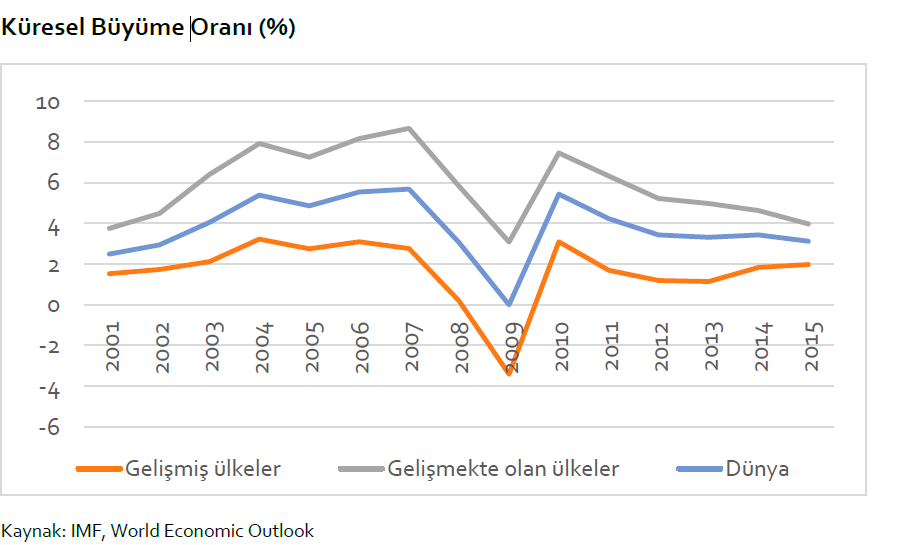 Küresel Büyüme Oranı (%)
10
8
6
4
2
0
-2
-4
-6
2001 2002 2003 2004 2005 2006 2007 2008 2009 2010 2011 2012 2013 2014 2015
Gelişmiş ülkeler Gelişmekte olan ülkeler Dünya
Kaynak: IMF, World Economic Outlook